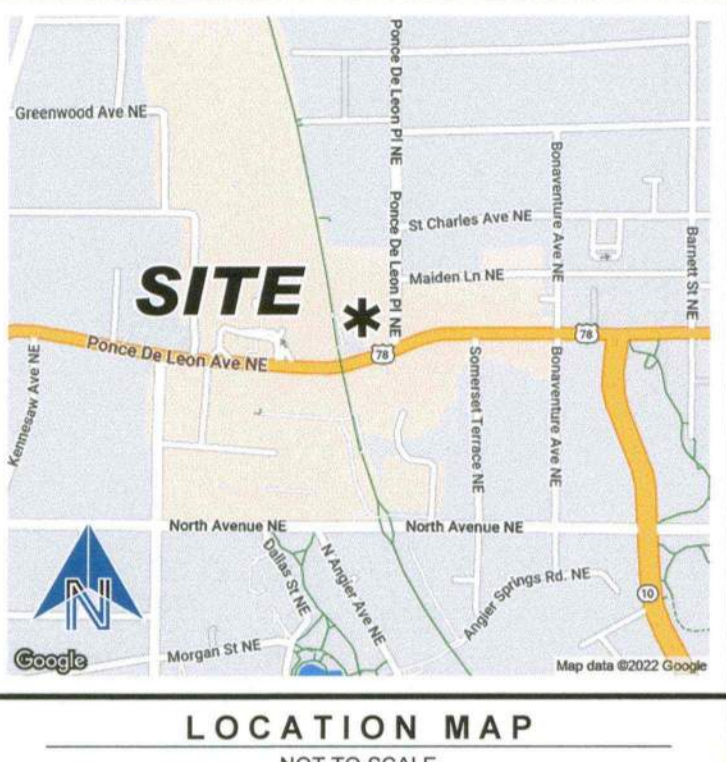 Greenwood Ave NE
Ponce De Leon Pl NE
Ponce De Leon Pl NE
St Charles Ave NE
Bonaventure Ave NE
Barnett St NE
Maiden Ln NE
SITE *
78
78
Ponce De Leon Ave NE
Kennesaw Ave NE
Somerset Terrace NE
Bonaventure Ave NE
North Avenue NE
North Avenue NE
Dallas St NE
N Angier Ave NE
Angier Springs Rd. NE
N
10
Morgan St NE
Google
Map data ©2022 Google
LOCATION MAP
NOT TO SCALE